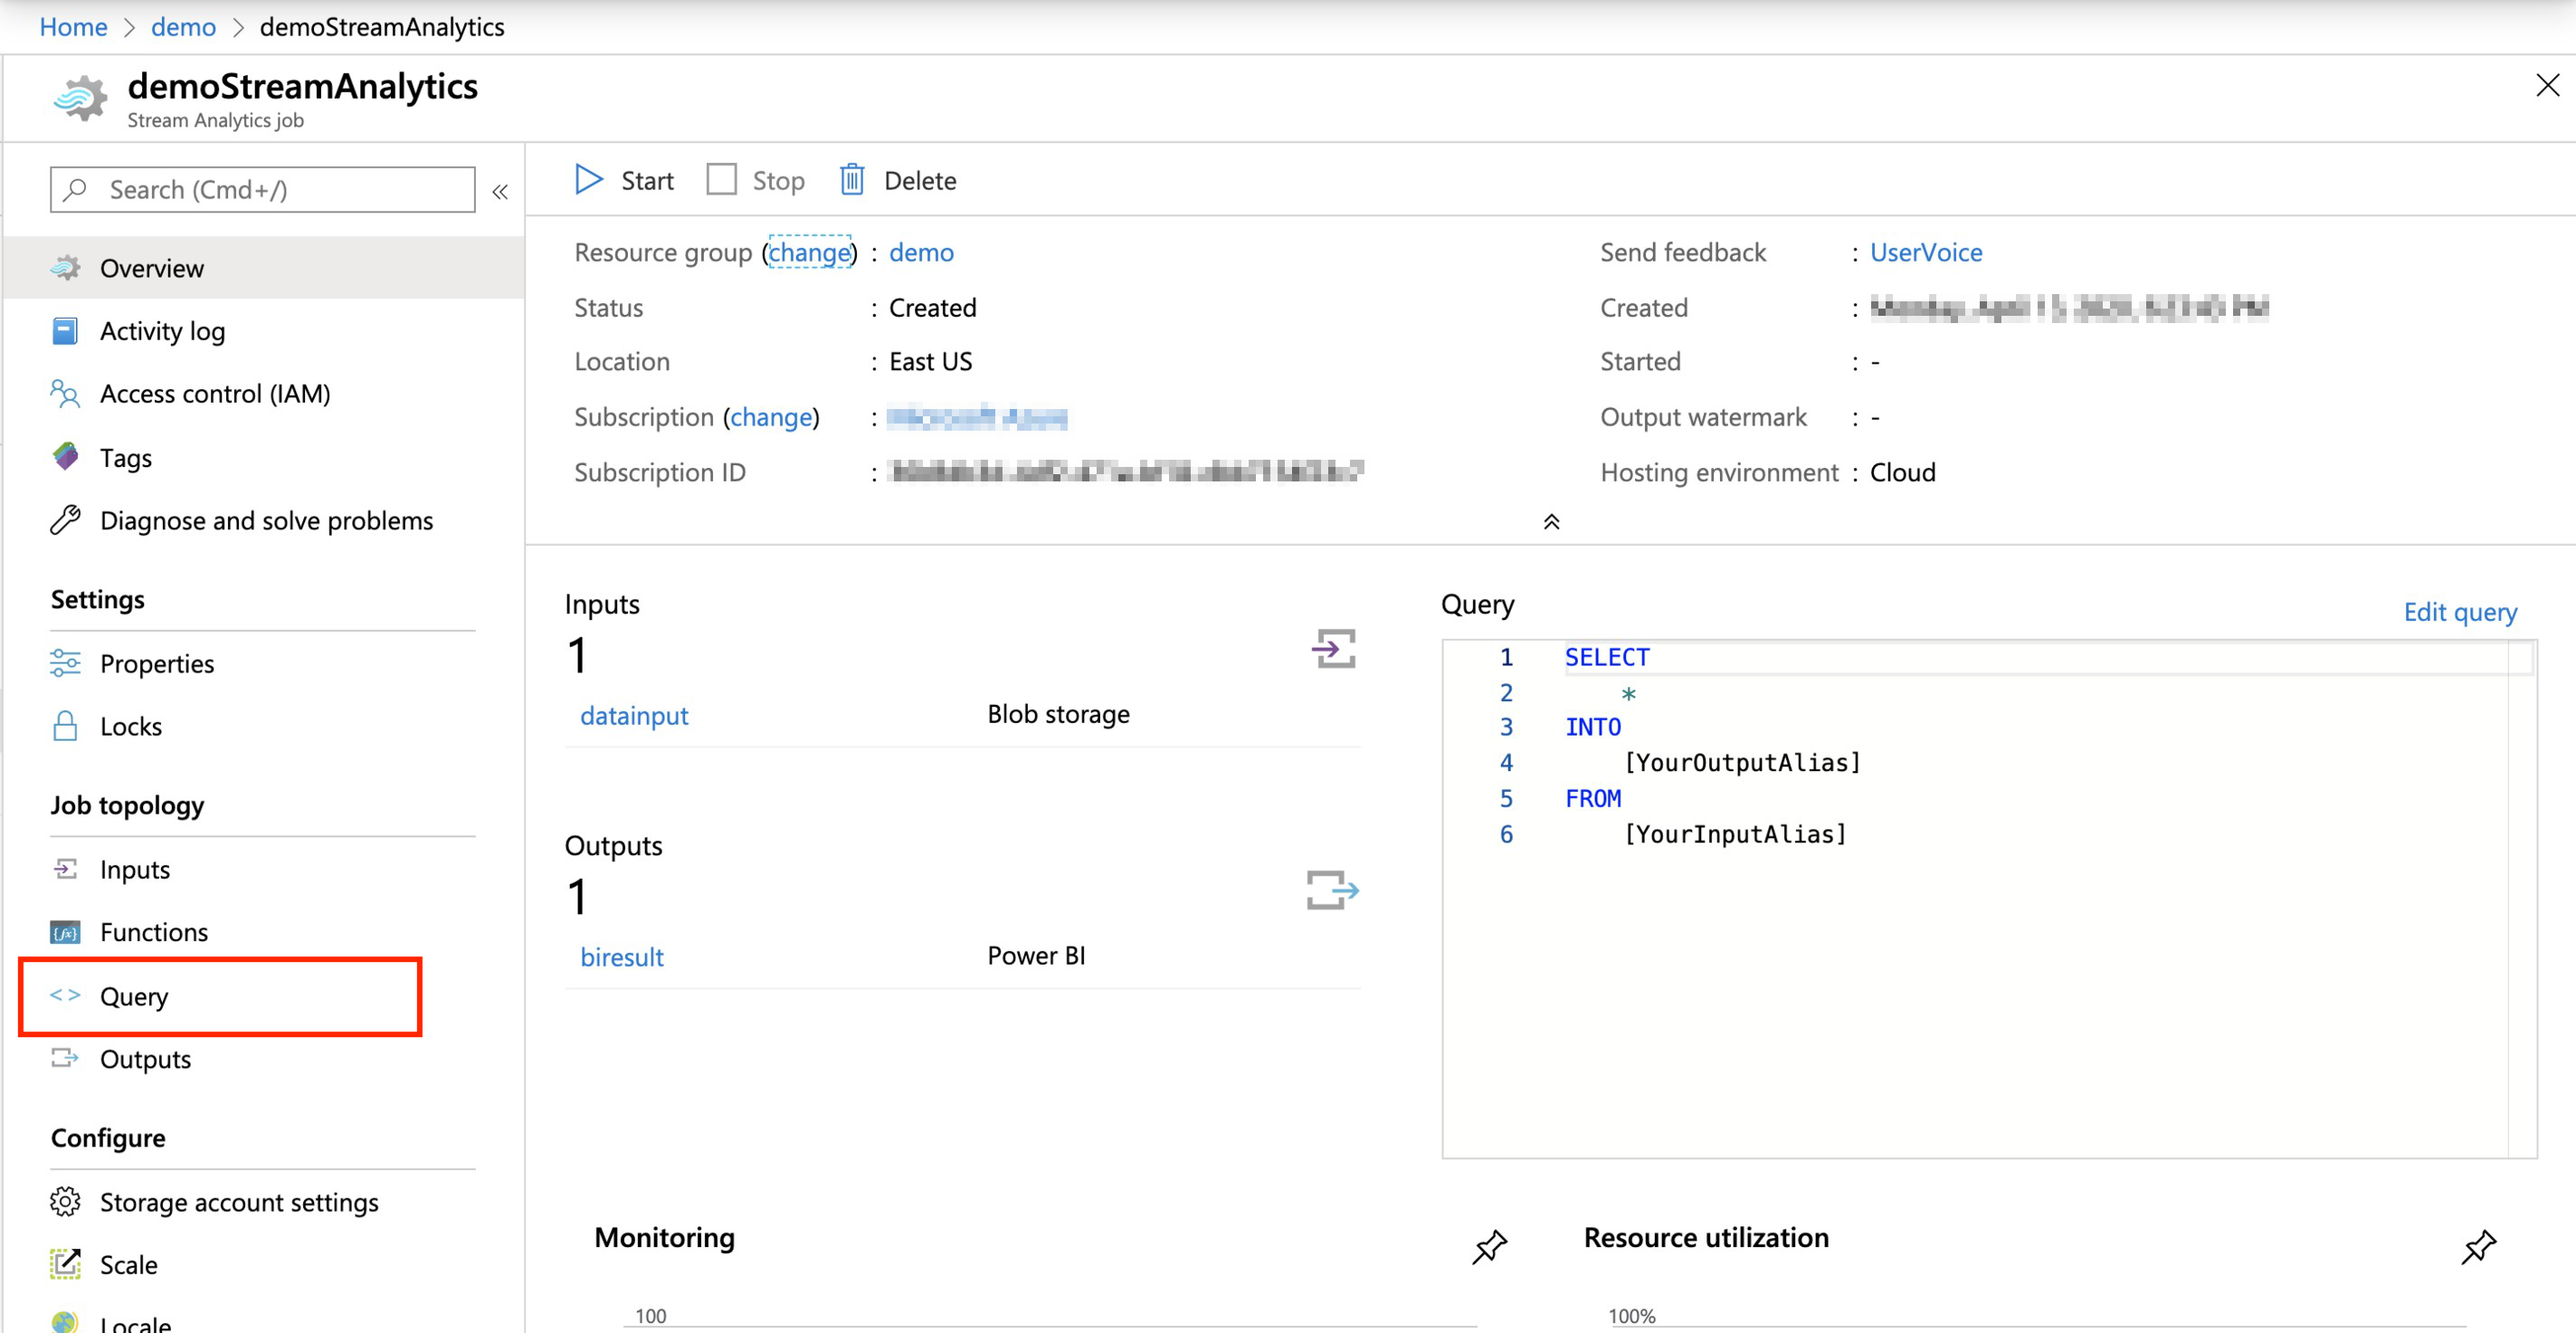 Home > demo > demoStreamAnalytics
demoStreamAnalytics
Stream Analytics job
Search (Cmd+/)
«
Overview
Activity log
Access control (IAM)
Tags
Diagnose and solve problems
Settings
Properties
Locks
Job topology
Inputs
Functions
Query
Outputs
Configure
Storage account settings
Scale
Locale
Start Stop Delete
Resource group (change) : demo
Status : Created
Location : East US
Subscription (change) :
Subscription ID :
Send feedback : UserVoice
Created :
Started : -
Output watermark : -
Hosting environment : Cloud
Inputs
1
datainput Blob storage
Outputs
1
biresult Power BI
Query
Edit query
1 SELECT
2 *
3 INTO
4 [YourOutputAlias]
5 FROM
6 [YourInputAlias]
Monitoring
100
Resource utilization
100%